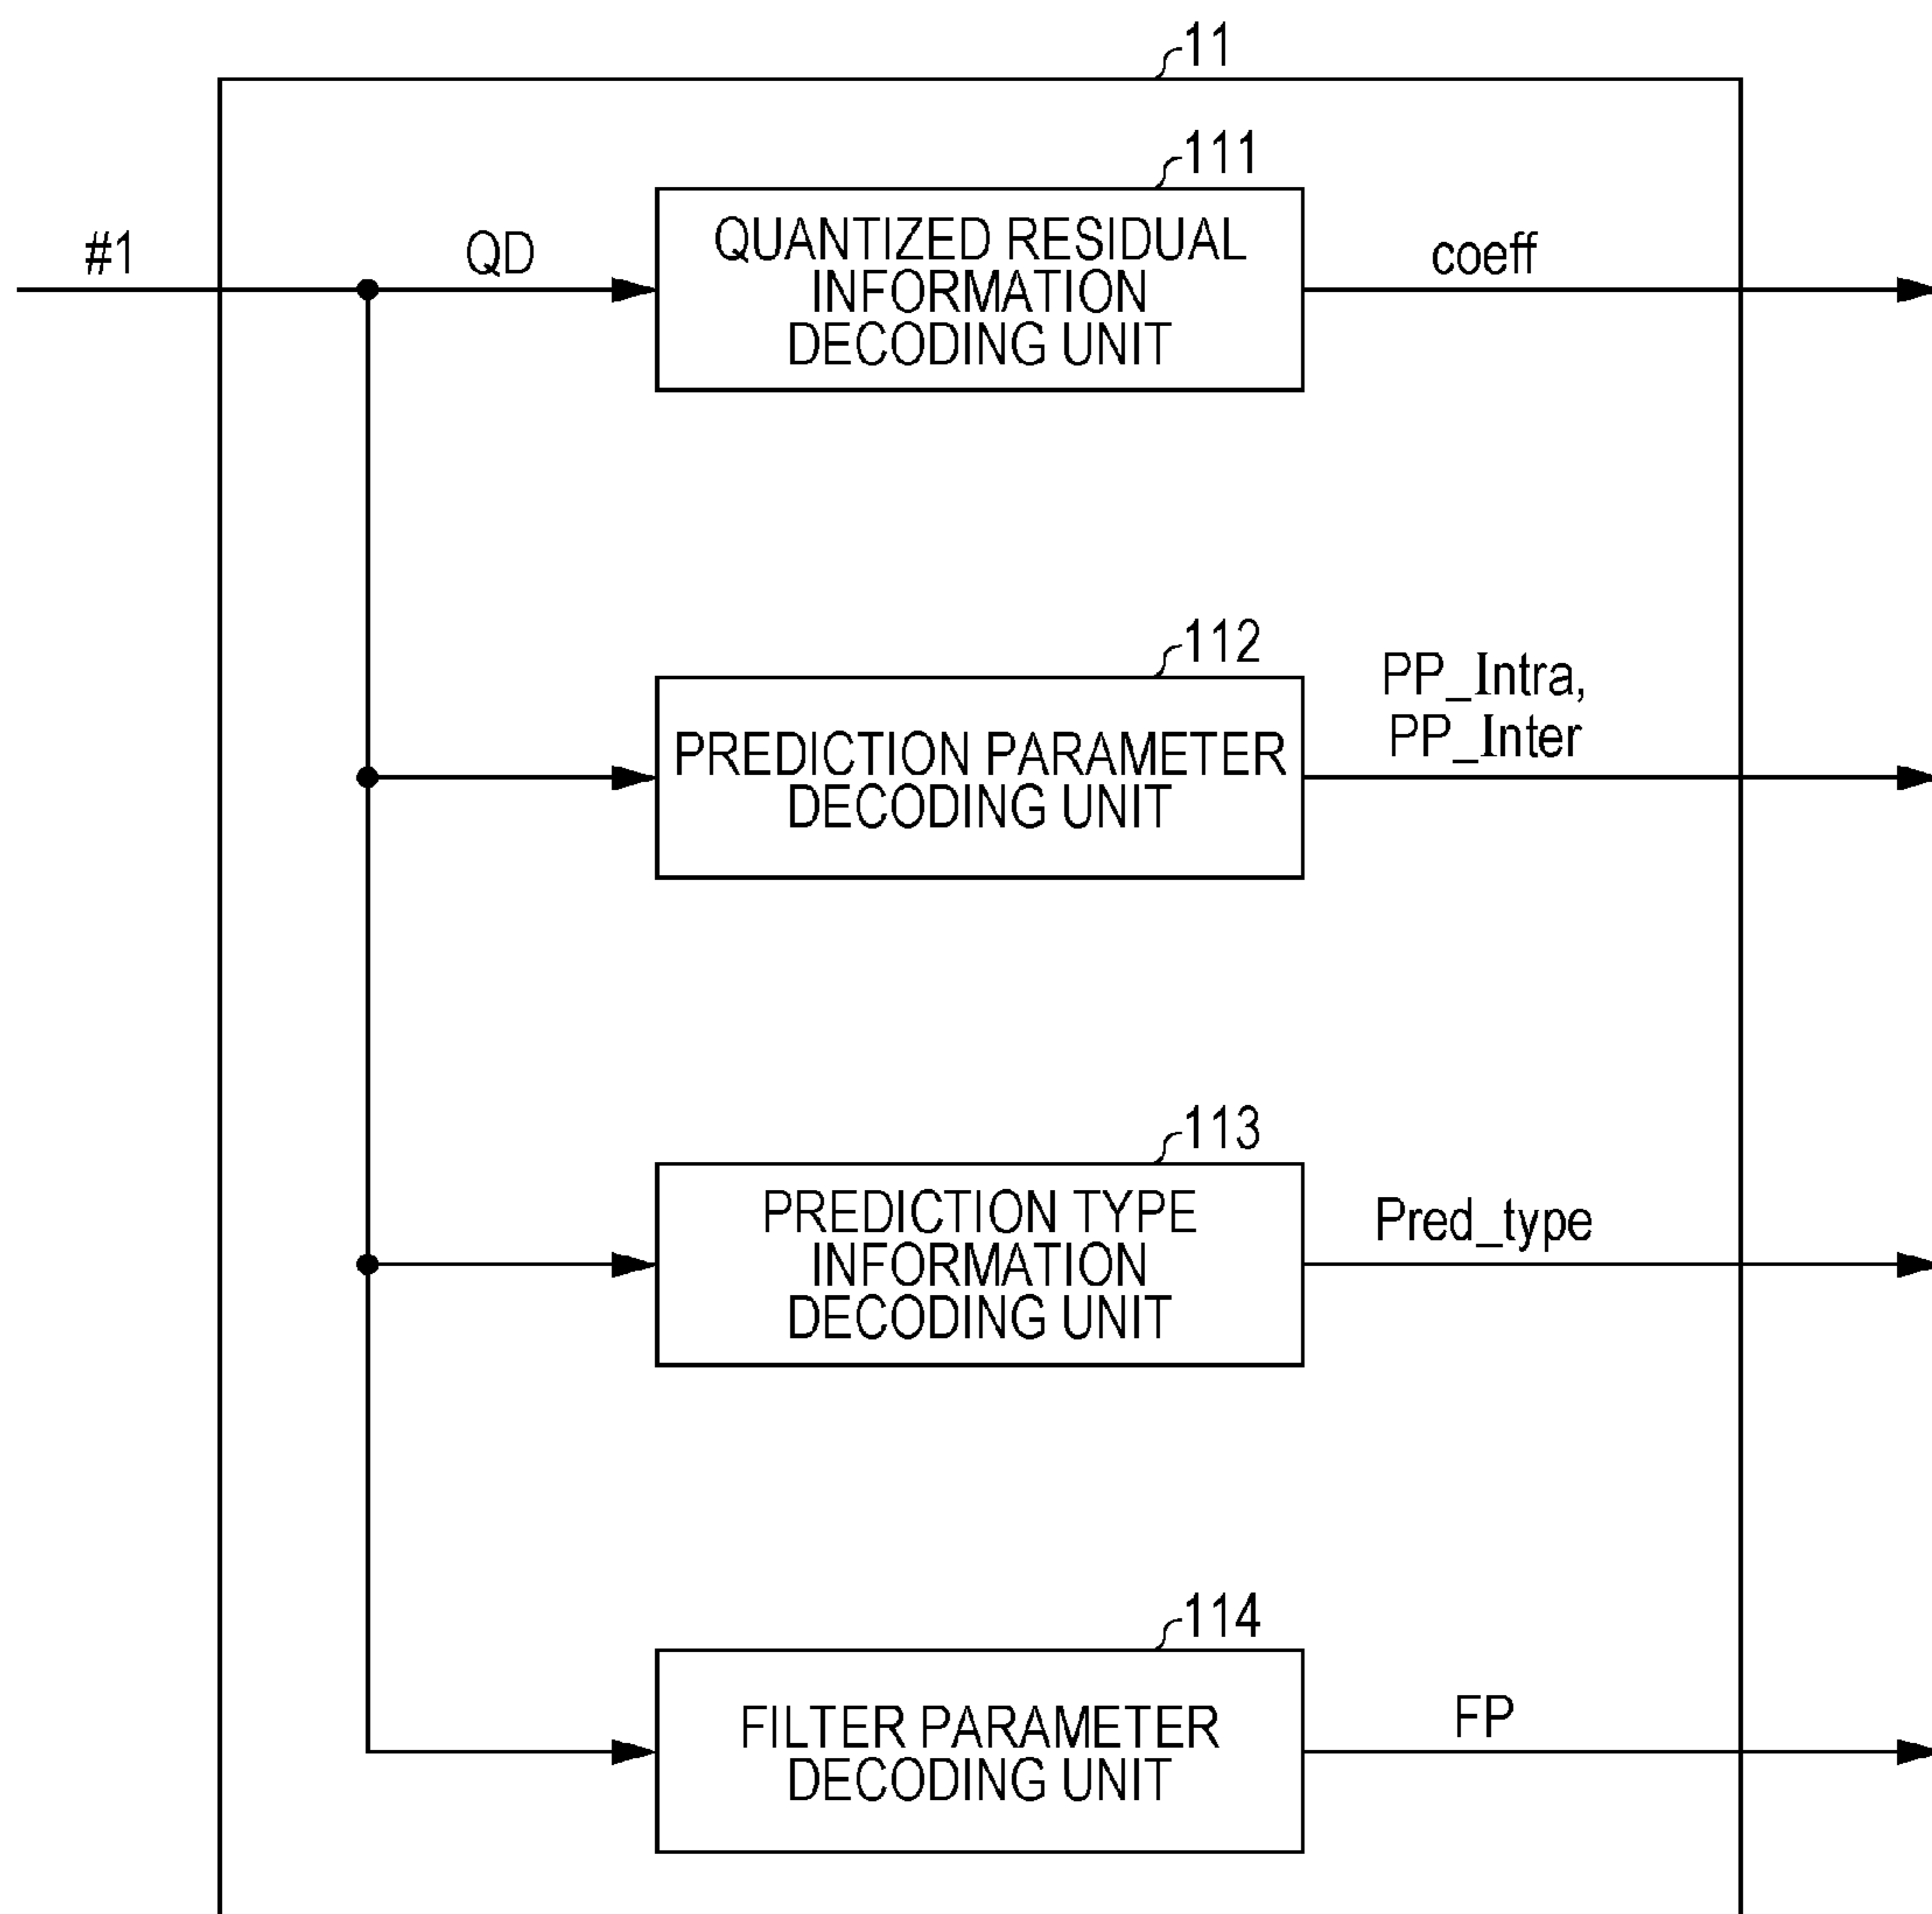 11
111
#1
QD
QUANTIZED RESIDUAL
INFORMATION
DECODING UNIT
coeff
112
PREDICTION PARAMETER
DECODING UNIT
PP_Intra,
PP_Inter
113
PREDICTION TYPE
INFORMATION
DECODING UNIT
Pred_type
114
FILTER PARAMETER
DECODING UNIT
FP